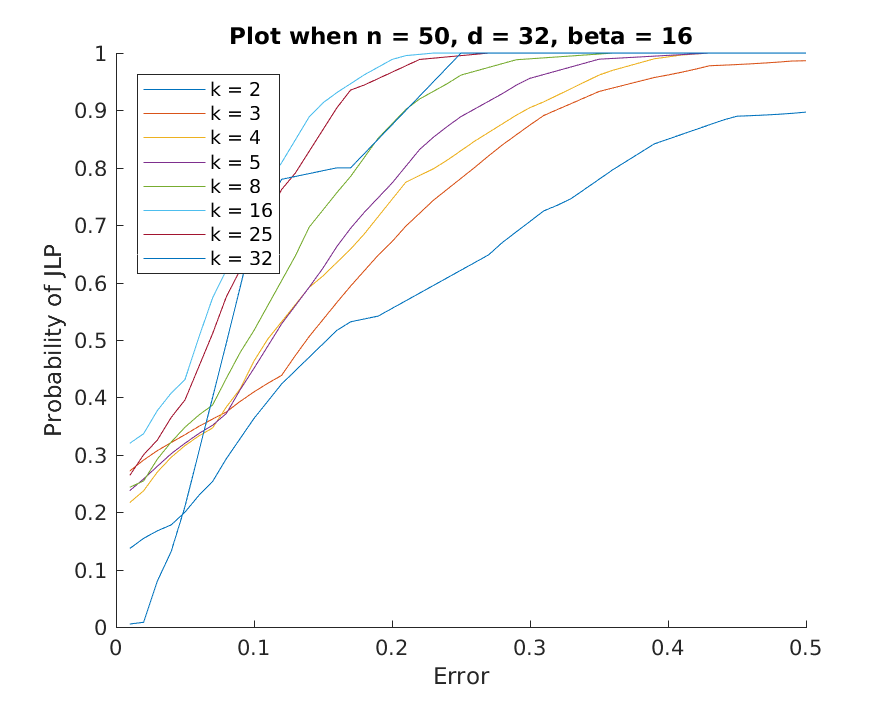 Plot when n = 50, d = 32, beta = 16
1
0.9
0.8
0.7
0.6
0.5
0.4
0.3
0.2
0.1
0
Probability of JLP
k = 2
k = 3
k = 4
k = 5
k = 8
k = 16
k = 25
k = 32
0
0.1
0.2
0.3
0.4
0.5
Error